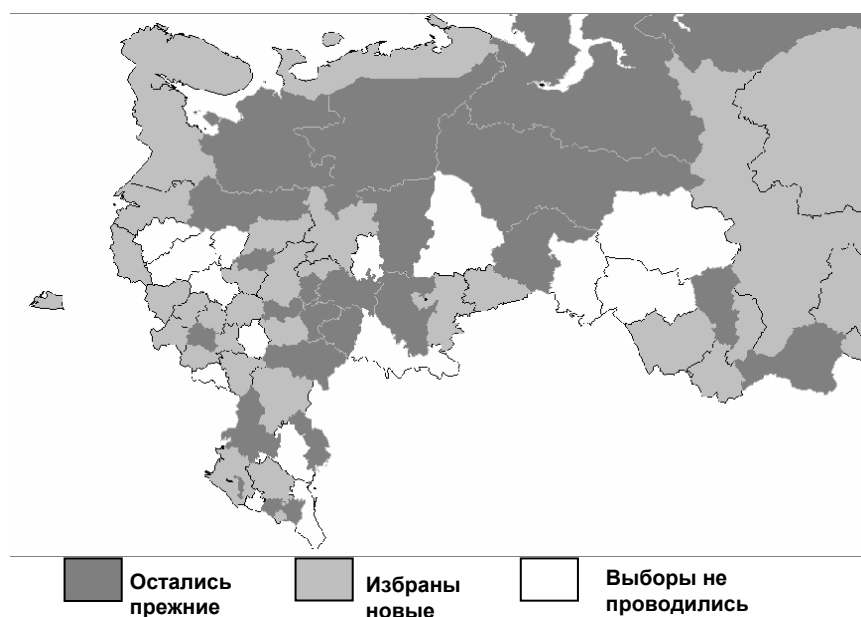 Остались
прежние
Избраны
новые
Выборы не
проводились